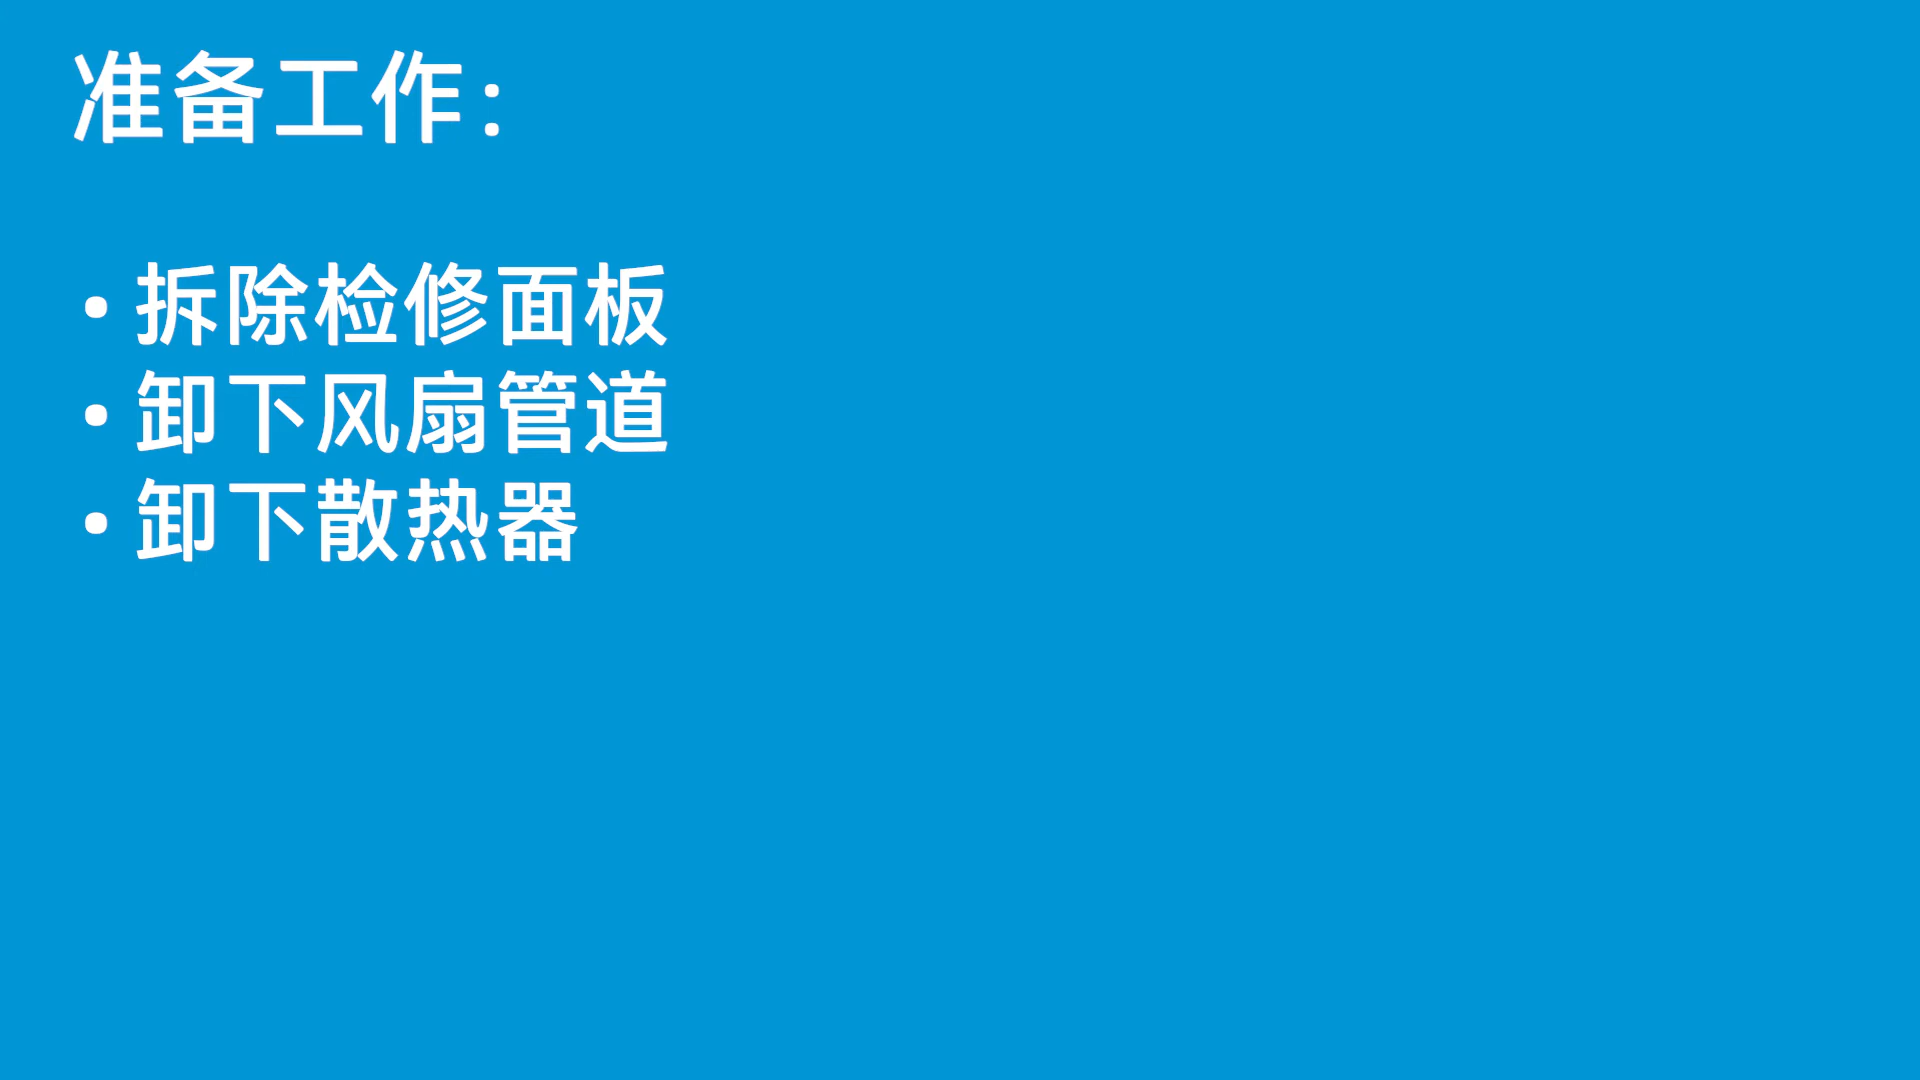 准备工作：
• 拆除检修面板
• 卸下风扇管道
• 卸下散热器